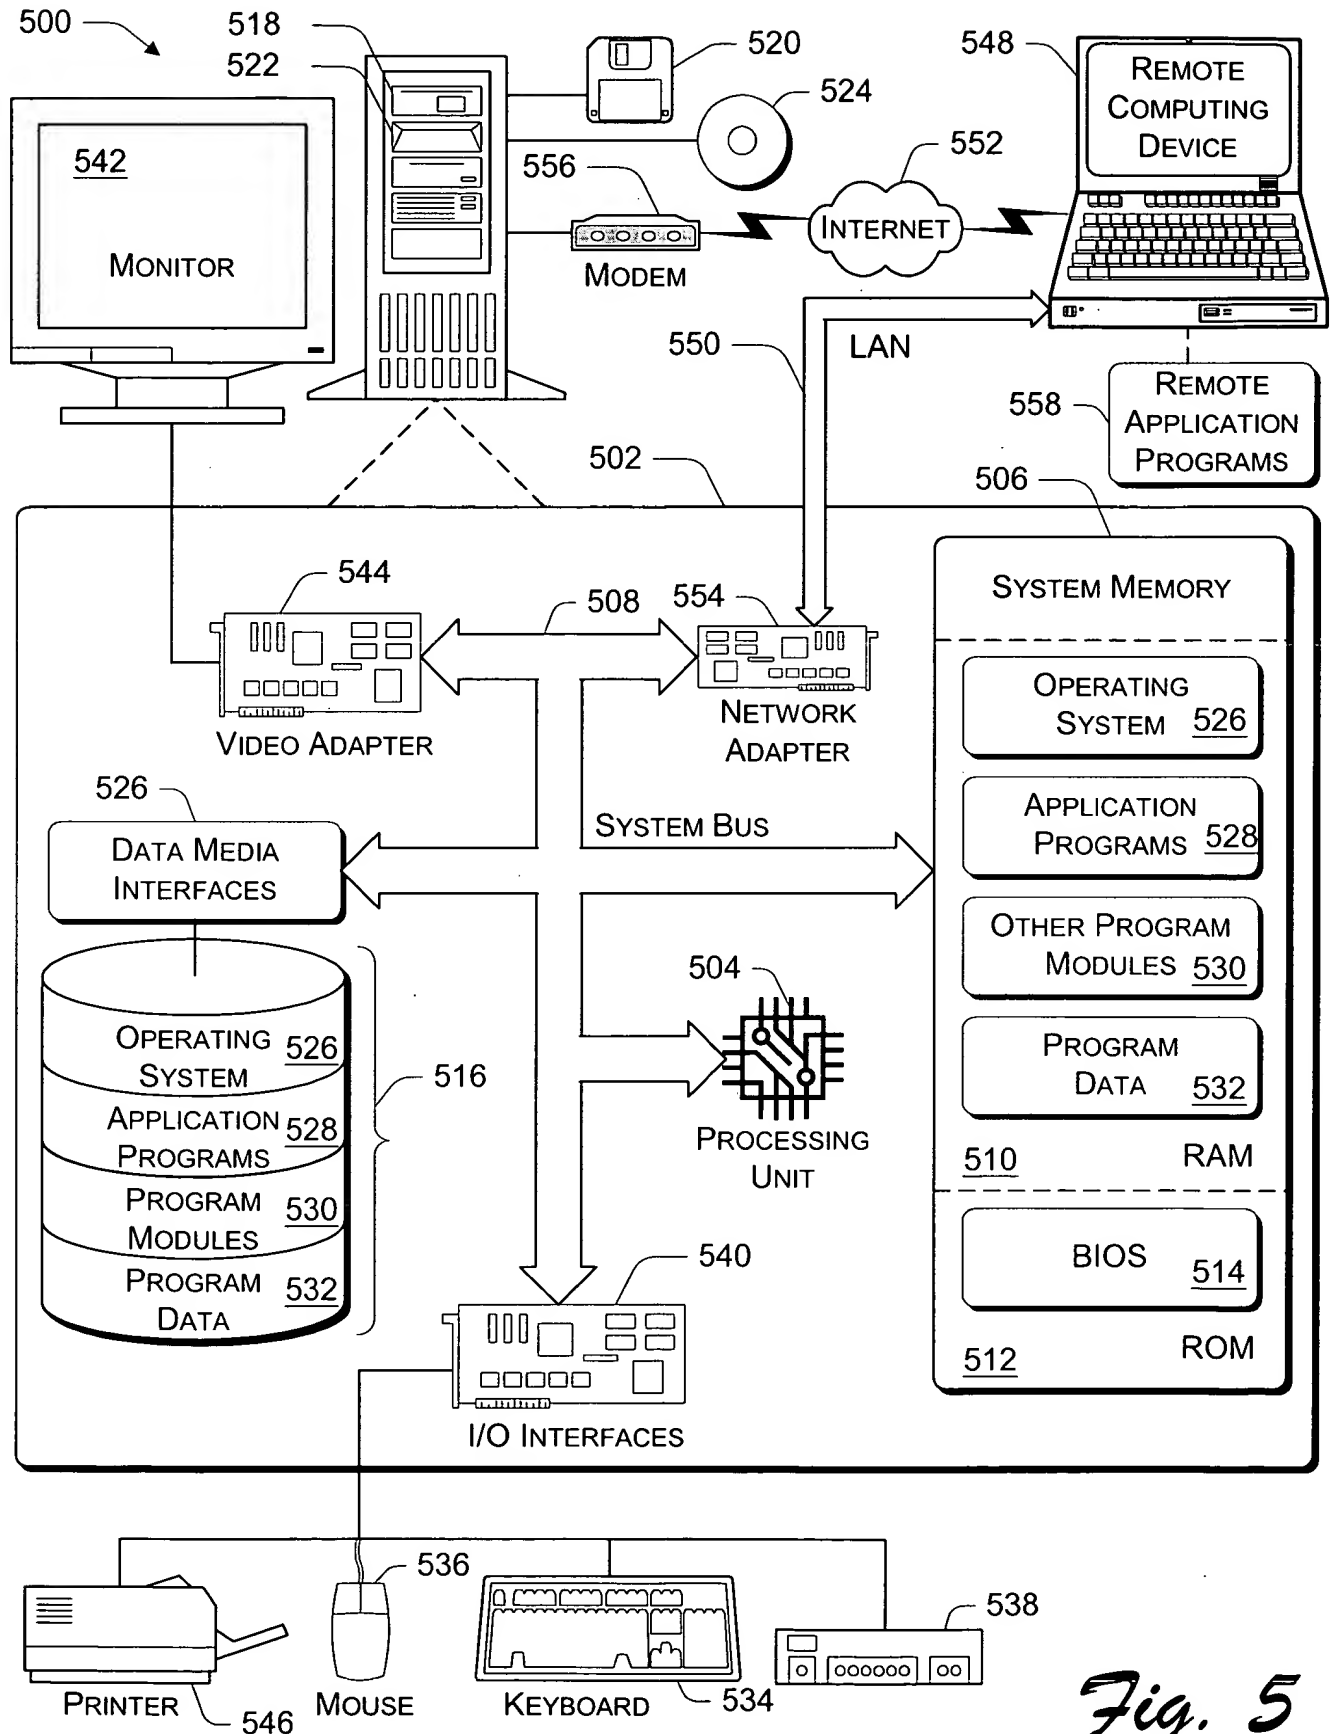 500
518
522
520
548
REMOTE
COMPUTING
DEVICE
524
552
542
556
INTERNET
MONITOR
MODEM
550
LAN
558
REMOTE
APPLICATION
PROGRAMS
502
506
544
508
554
SYSTEM MEMORY
OPERATING
SYSTEM 526
VIDEO ADAPTER
NETWORK
ADAPTER
526
DATA MEDIA
INTERFACES
SYSTEM BUS
APPLICATION
PROGRAMS 528
OTHER PROGRAM
MODULES 530
504
PROCESSING
UNIT
PROGRAM
DATA 532
510 RAM
OPERATING
SYSTEM 526
516
APPLICATION
PROGRAMS 528
PROGRAM
MODULES 530
PROGRAM
DATA 532
BIOS 514
512 ROM
540
I/O INTERFACES
536
538
PRINTER
546
MOUSE
KEYBOARD
534
Fig. 5